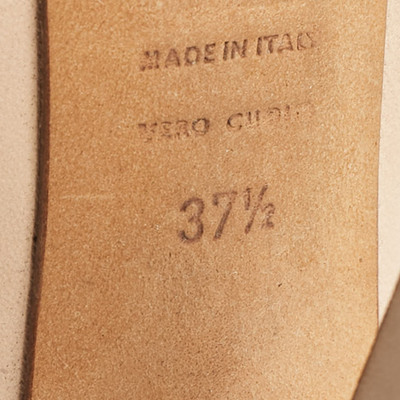 MADE IN ITALY
VERO CUOIO
37½